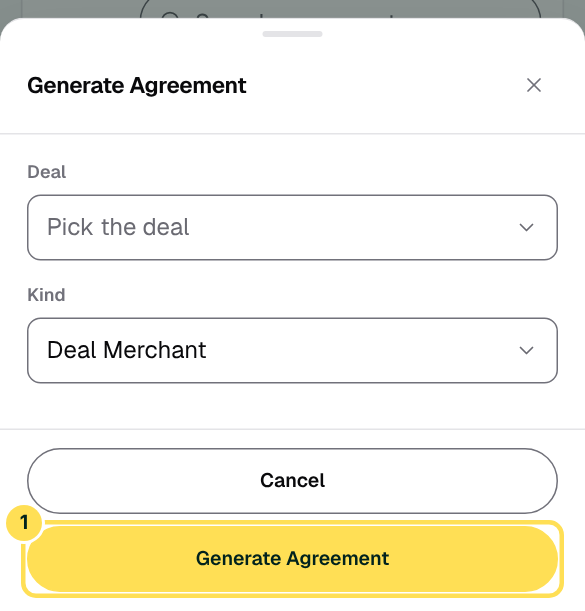 Generate Agreement
Deal
Pick the deal
Kind
Deal Merchant
Cancel
1
Generate Agreement